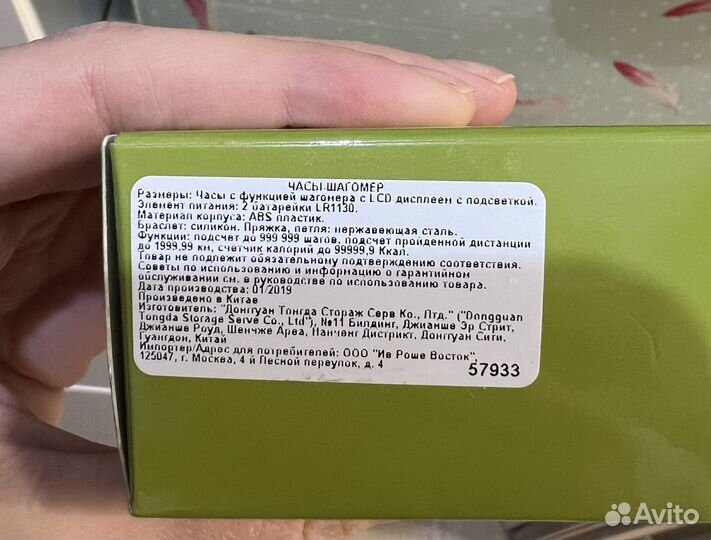 ЧАСЫ-ШАГОМЕР
Размеры: Часы с функцией шагомера с LCD дисплеем с подсветкой.
Элемент питания: 2 батарейки LR1130.
Материал корпуса: ABS пластик.
Браслет: силикон. Пряжка, петля: нержавеющая сталь.
Функции: подсчет до 999 999 шагов, подсчет пройденной дистанции
до 1999,99 км, счетчик калорий до 99999,9 Ккал.
Товар не подлежит обязательному подтверждению соответствия.
Советы по использованию и информацию о гарантийном
обслуживании см. в руководстве по использованию товара.
Дата производства: 01/2019
Произведено в Китае
Изготовитель: "Донггуан Тонгда Стораж Серв Ко., Лтд." ("Dongguan
Tongda Storage Serve Co., Ltd"), №11 Билдинг, Джианше Эр Стрит,
Джианше Роуд, Шенчже Ареа, Нанченг Дистрикт, Донггуан Сити,
Гуангдон, Китай
Импортер/Адрес для потребителей: ООО "Ив Роше Восток",
125047, г. Москва, 4 й Лесной переулок, д. 4
57933
Avito